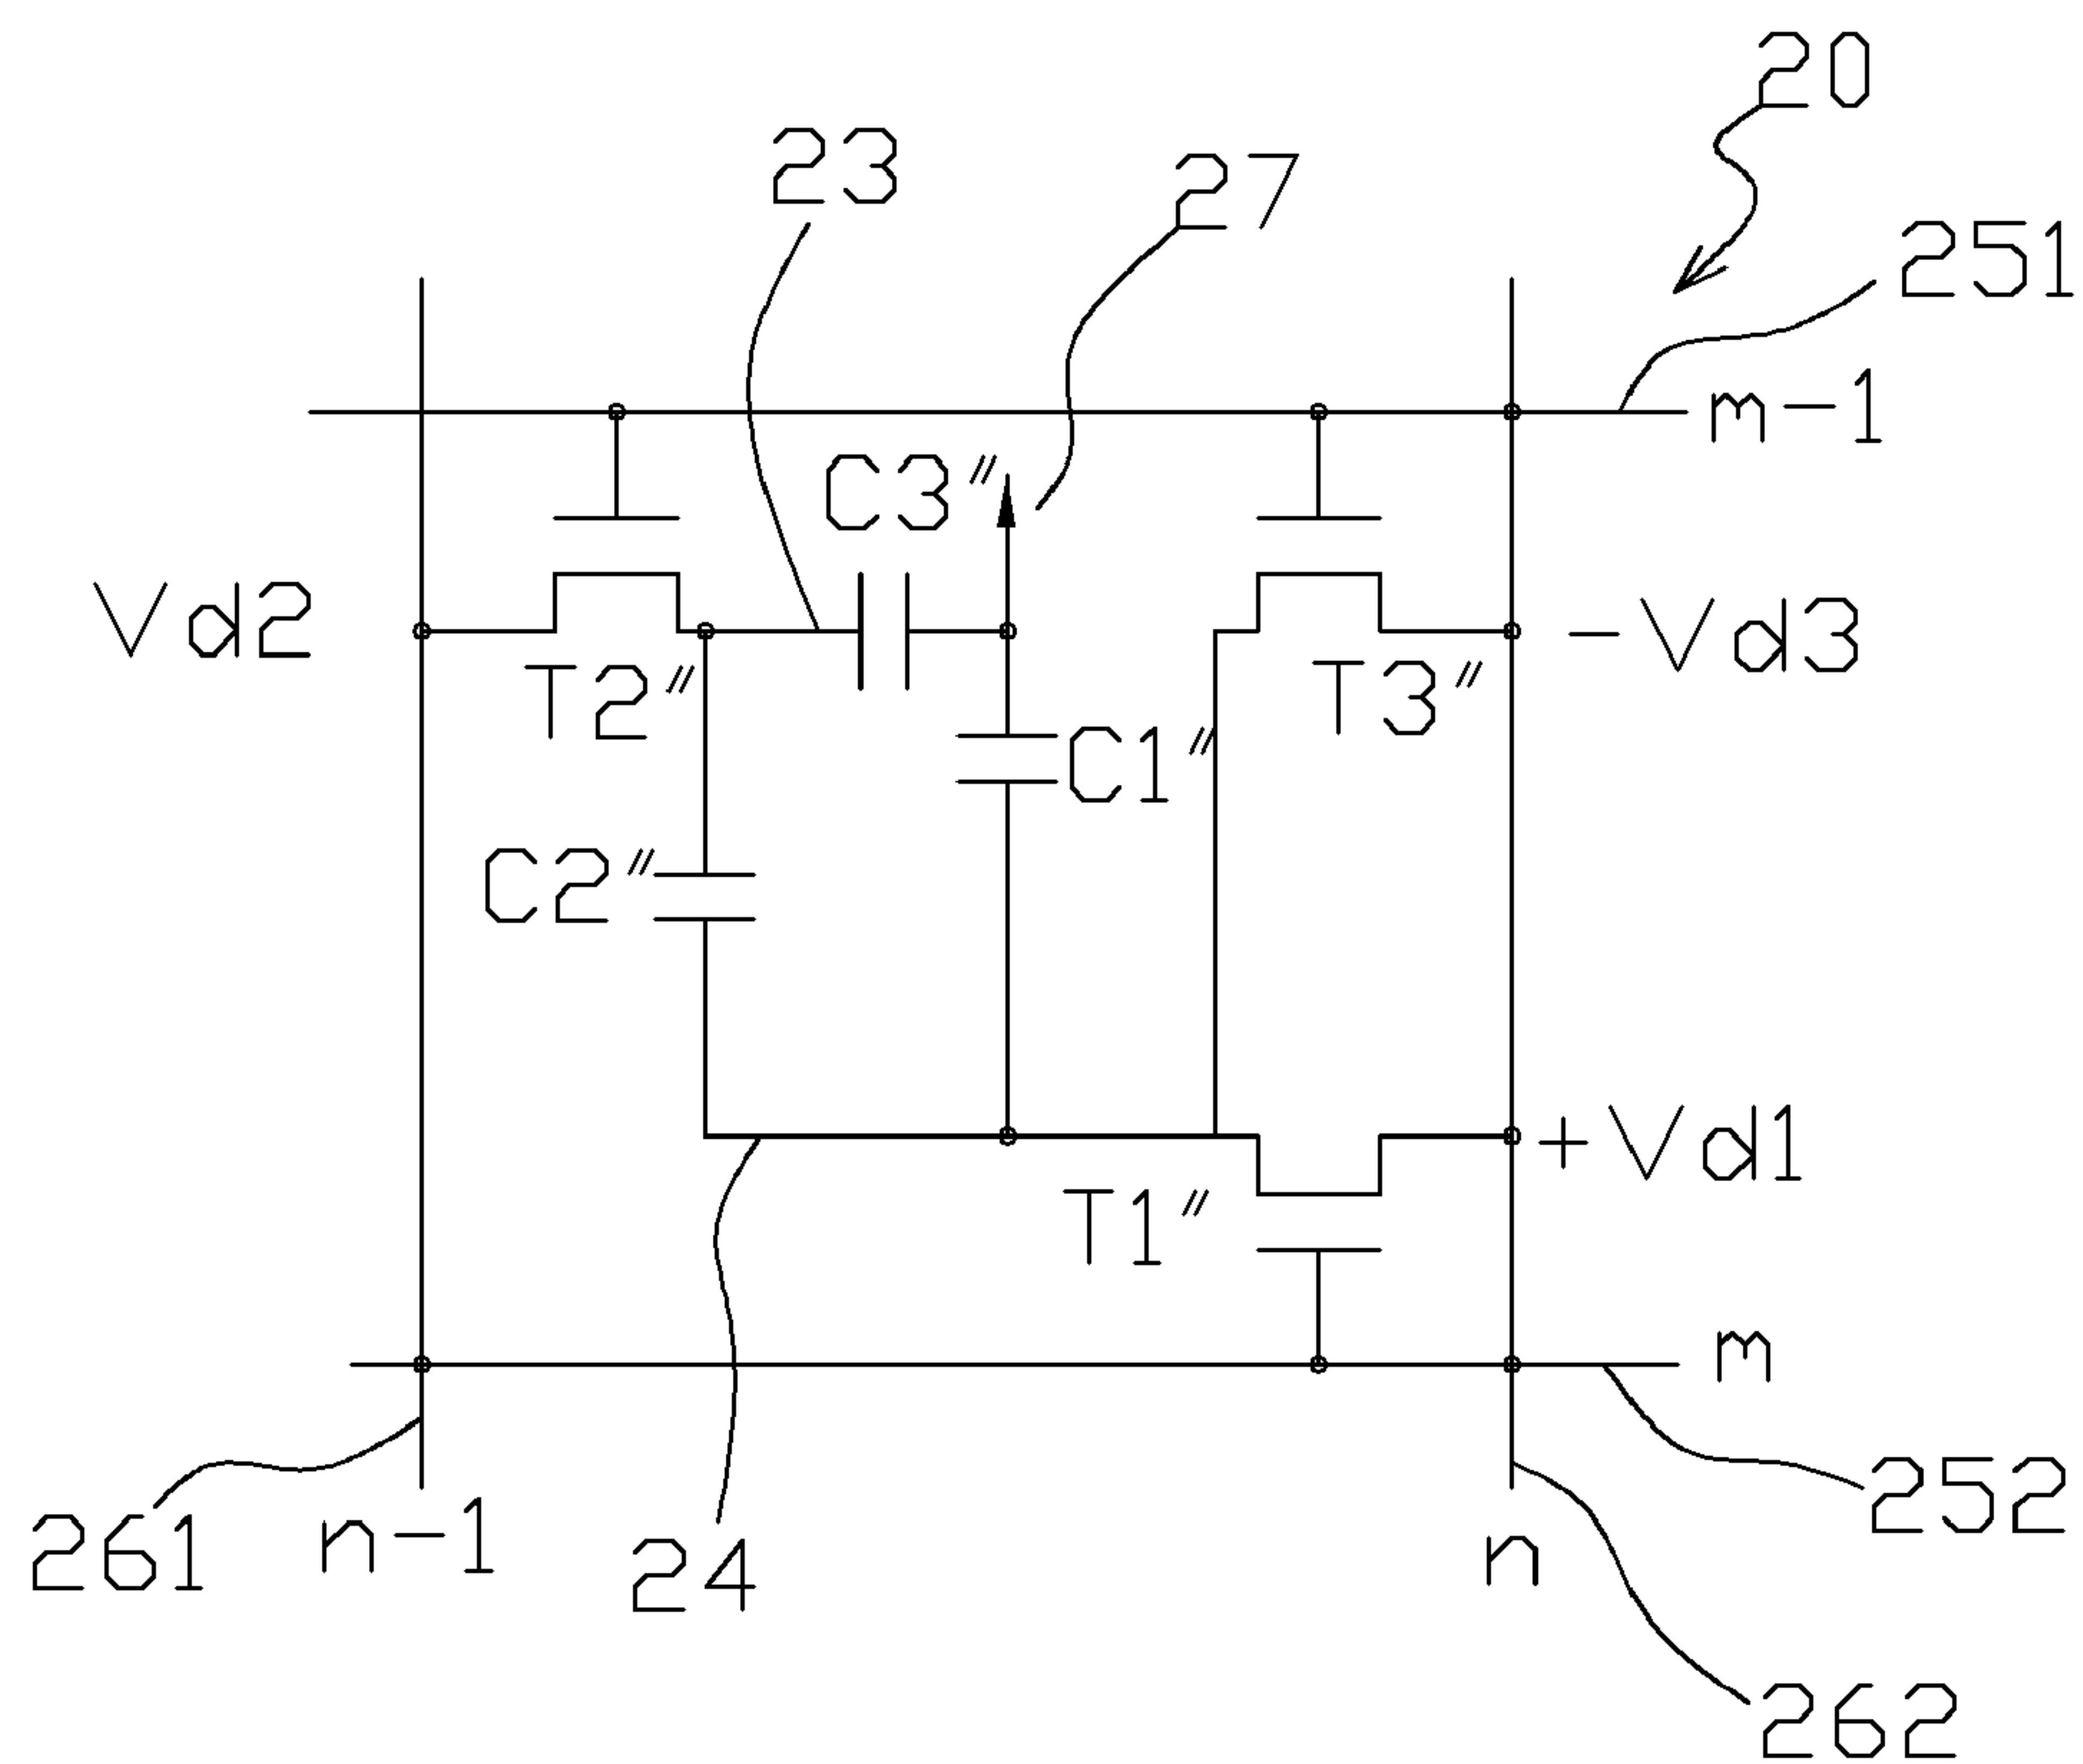 20
23
27
251
m-1
C3"
Vd2
-Vd3
T2"
T3"
C1"
C2"
+Vd1
T1"
m
252
261
n-1
24
n
262